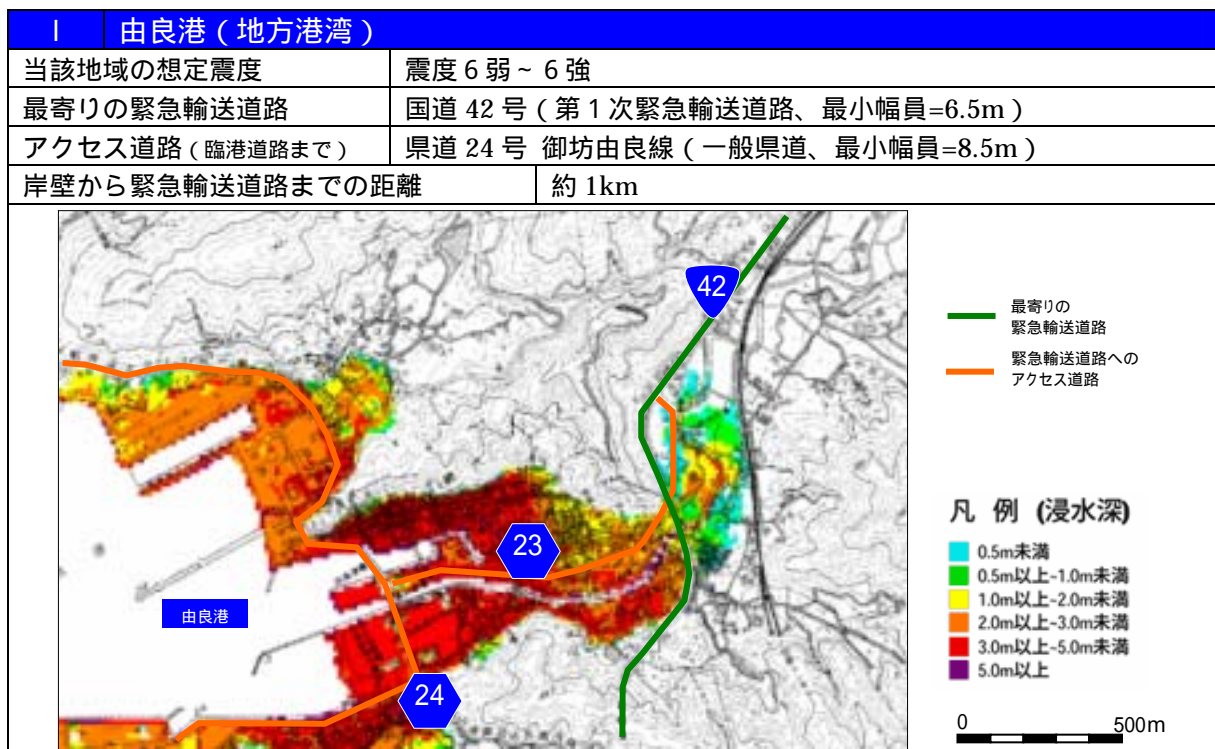 Ⅰ 由良港（地方港湾）
当該地域の想定震度 震度６弱～６強
最寄りの緊急輸送道路 国道 42 号（第１次緊急輸送道路、最小幅員=6.5m）
アクセス道路（臨港道路まで） 県道 24 号 御坊由良線（一般県道、最小幅員=8.5m）
岸壁から緊急輸送道路までの距離 約 1km
42
最寄りの
緊急輸送道路
緊急輸送道路への
アクセス道路
凡 例 (浸水深)
23
0.5m未満
0.5m以上-1.0m未満
1.0m以上-2.0m未満
由良港
2.0m以上-3.0m未満
3.0m以上-5.0m未満
5.0m以上
24
0 500m